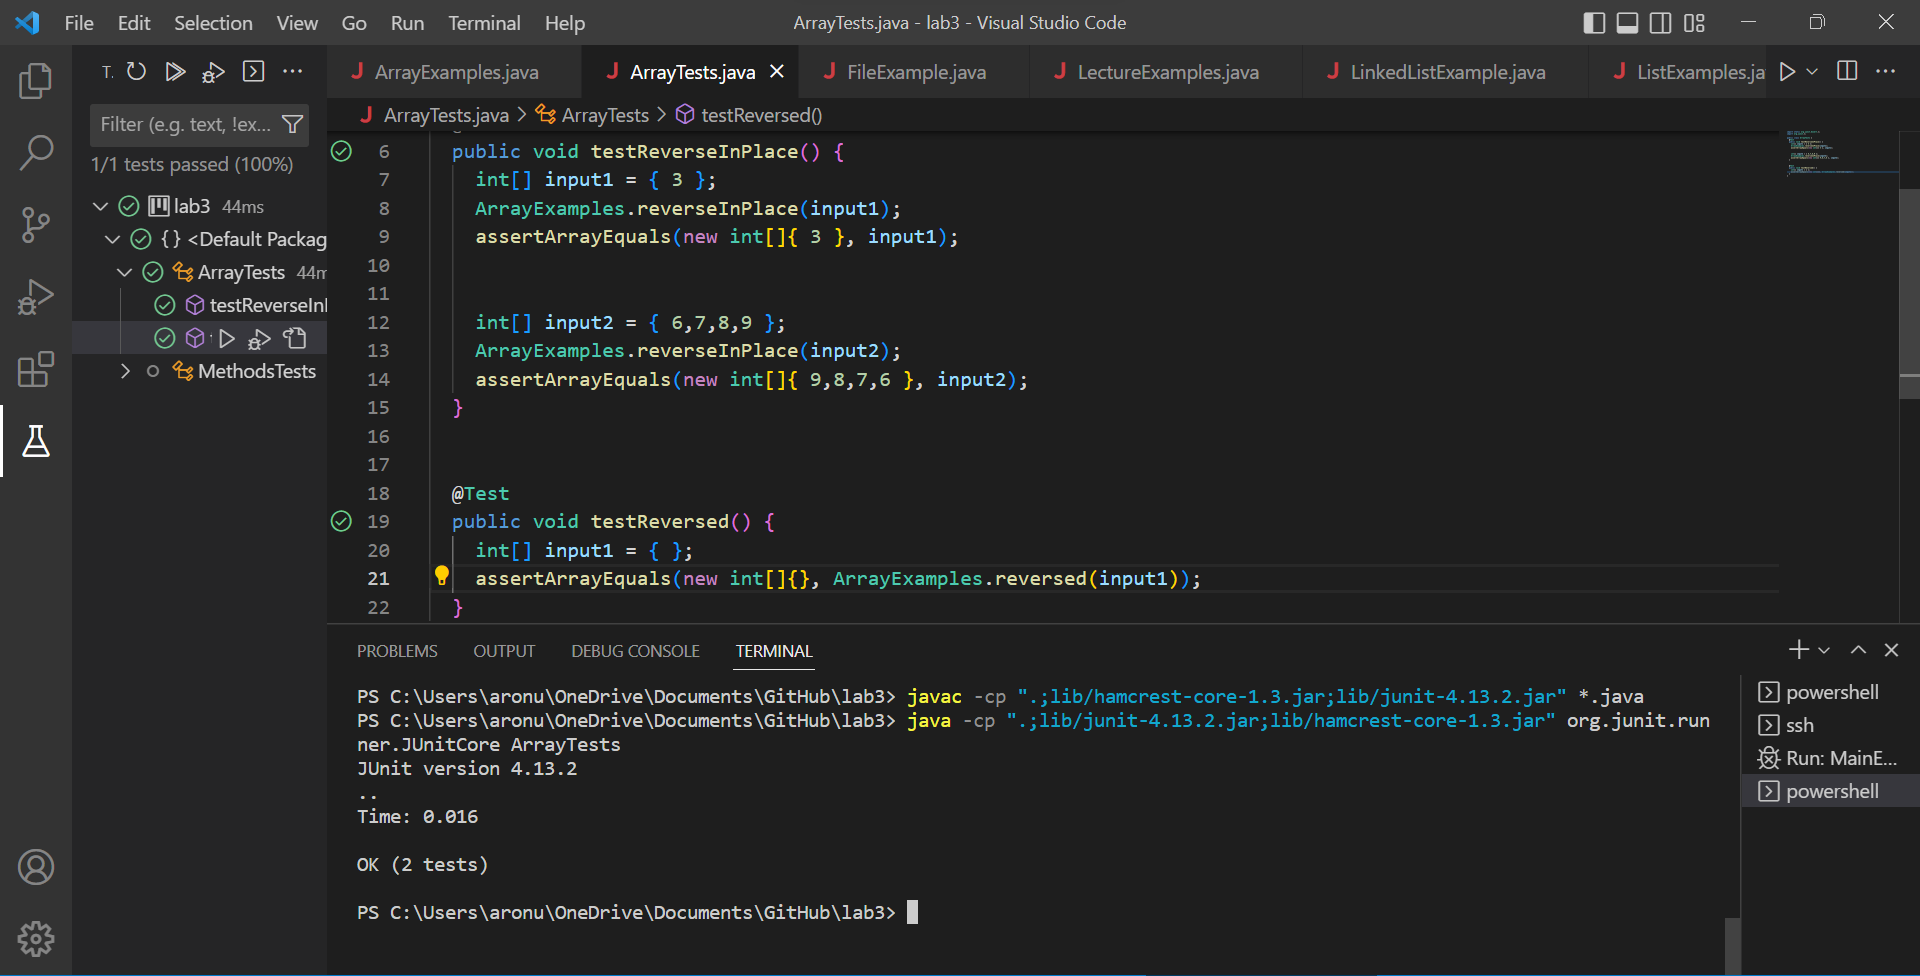 File Edit Selection View Go Run Terminal Help
ArrayTests.java - lab3 - Visual Studio Code
T.
ArrayExamples.java ArrayTests.java FileExample.java LectureExamples.java LinkedListExample.java ListExamples.ja
ArrayTests.java > ArrayTests > testReversed()
Filter (e.g. text, !ex...
1/1 tests passed (100%)
lab3 44ms
{} <Default Packag
ArrayTests 44m
testReverseInl
MethodsTests
6 public void testReverseInPlace() {
7 int[] input1 = { 3 };
8 ArrayExamples.reverseInPlace(input1);
9 assertArrayEquals(new int[]{ 3 }, input1);
10
11
12 int[] input2 = { 6,7,8,9 };
13 ArrayExamples.reverseInPlace(input2);
14 assertArrayEquals(new int[]{ 9,8,7,6 }, input2);
15 }
16
17
18 @Test
19 public void testReversed() {
20 int[] input1 = { };
21 assertArrayEquals(new int[]{}, ArrayExamples.reversed(input1));
22 }
PROBLEMS OUTPUT DEBUG CONSOLE TERMINAL
PS C:\Users\aronu\OneDrive\Documents\GitHub\lab3> javac -cp ".;lib/hamcrest-core-1.3.jar;lib/junit-4.13.2.jar" *.java
PS C:\Users\aronu\OneDrive\Documents\GitHub\lab3> java -cp ".;lib/junit-4.13.2.jar;lib/hamcrest-core-1.3.jar" org.junit.run
ner.JUnitCore ArrayTests
JUnit version 4.13.2
..
Time: 0.016
OK (2 tests)
PS C:\Users\aronu\OneDrive\Documents\GitHub\lab3>
powershell
ssh
Run: MainE...
powershell